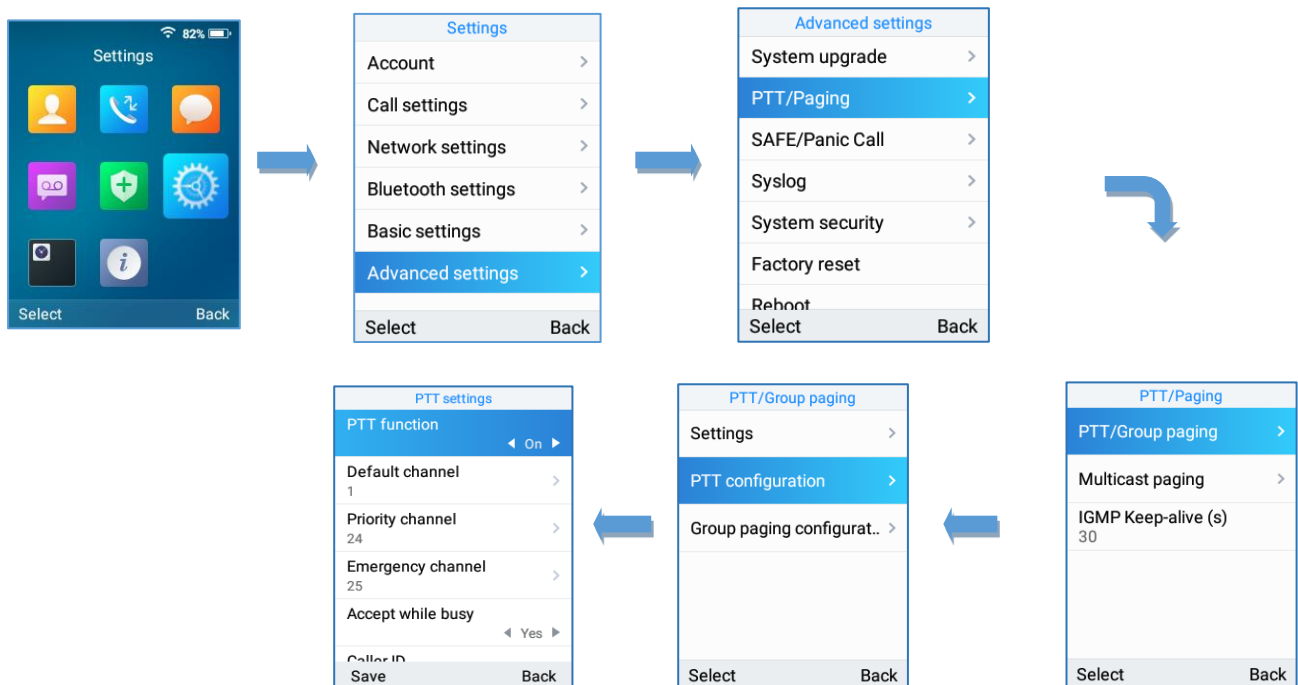 82%
Settings
Select Back
Settings
Account
Call settings
Network settings
Bluetooth settings
Basic settings
Advanced settings
Select Back
Advanced settings
System upgrade
PTT/Paging
SAFE/Panic Call
Syslog
System security
Factory reset
Reboot
Select Back
PTT/Paging
PTT/Group paging
Multicast paging
IGMP Keep-alive (s)
30
Select Back
PTT/Group paging
Settings
PTT configuration
Group paging configurat..
Select Back
PTT settings
PTT function
On
Default channel
1
Priority channel
24
Emergency channel
25
Accept while busy
Yes
Caller ID
Save Back